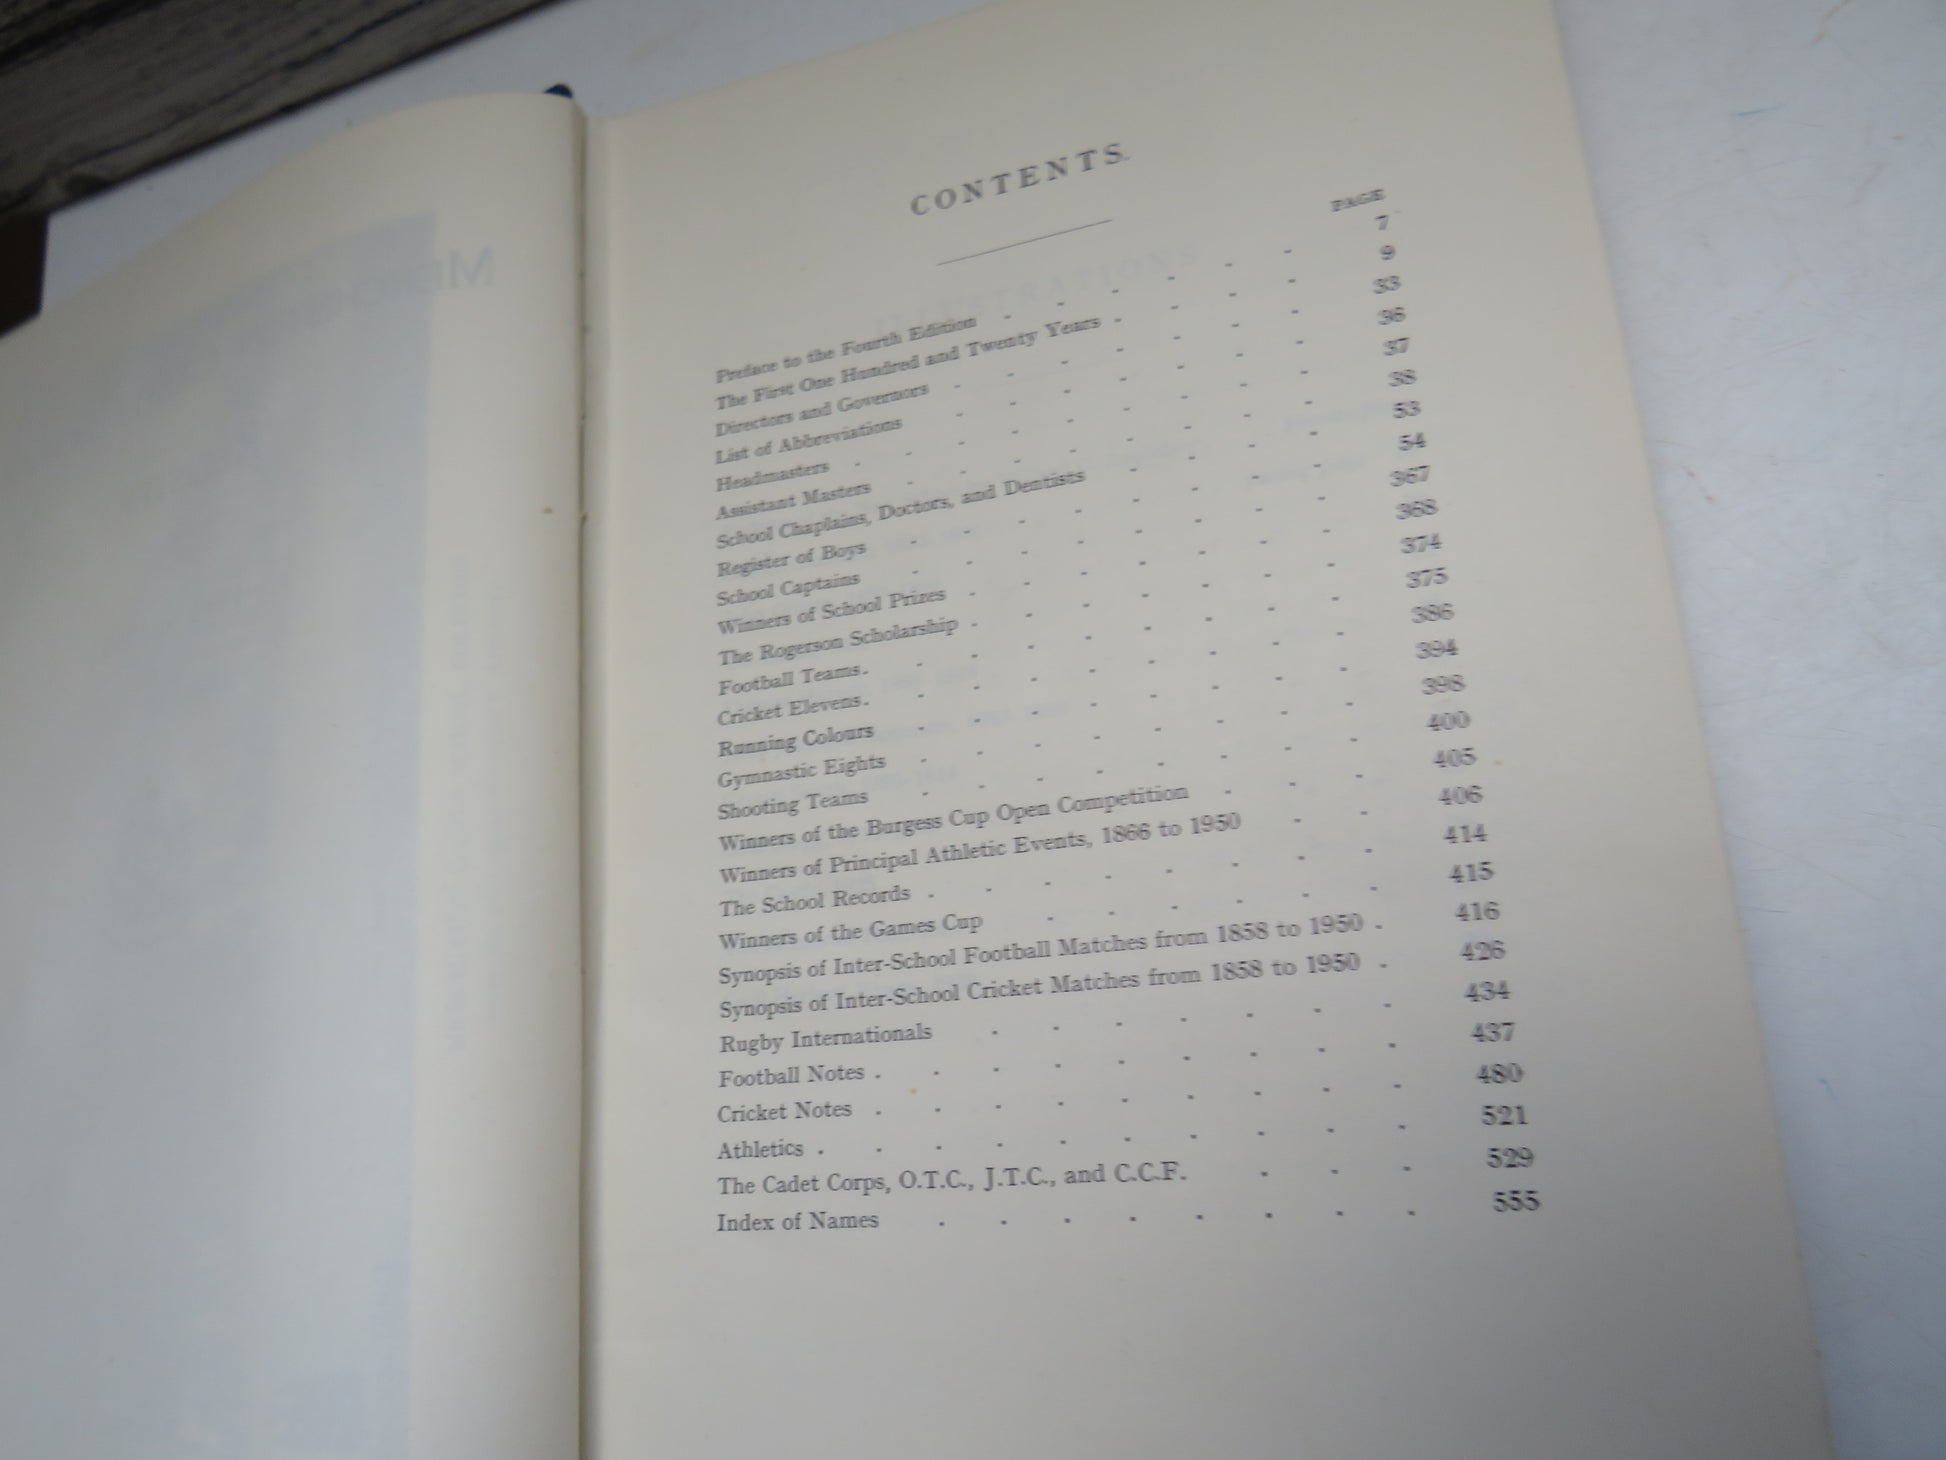 CONTENTS.
PAGE
Preface to the Fourth Edition - - - - - 7
The First One Hundred and Twenty Years - - - - 9
Directors and Governors - - - - - - 33
List of Abbreviations - - - - - - 36
Headmasters - - - - - - - 37
Assistant Masters - - - - - - - 38
School Chaplains, Doctors, and Dentists - - - - 53
Register of Boys - - - - - - - 54
School Captains - - - - - - - 367
Winners of School Prizes - - - - - - 368
The Rogerson Scholarship - - - - - - 374
Football Teams - - - - - - - 375
Cricket Elevens - - - - - - - 386
Running Colours - - - - - - - 394
Gymnastic Eights - - - - - - - 398
Shooting Teams - - - - - - - 400
Winners of the Burgess Cup Open Competition - - - 405
Winners of Principal Athletic Events, 1866 to 1950 - - 406
The School Records - - - - - - - 414
Winners of the Games Cup - - - - - - 415
Synopsis of Inter-School Football Matches from 1858 to 1950 - 416
Synopsis of Inter-School Cricket Matches from 1858 to 1950 - 426
Rugby Internationals - - - - - - - 434
Football Notes - - - - - - - - 437
Cricket Notes - - - - - - - - 480
Athletics - - - - - - - - - 521
The Cadet Corps, O.T.C., J.T.C., and C.C.F. - - - 529
Index of Names - - - - - - - - 555